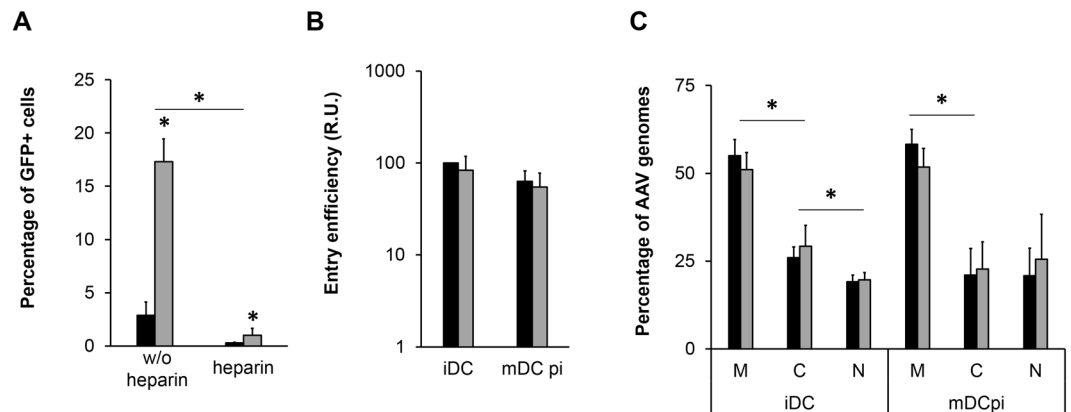 A
Percentage of GFP+ cells
25
20
15
10
5
0
*
*
*
w/o
heparin
heparin
B
Entry enfficiency (R.U.)
1000
100
10
1
iDC
mDC pi
C
Percentage of AAV genomes
75
50
25
0
*
*
*
M
C
N
M
C
N
iDC
mDCpi